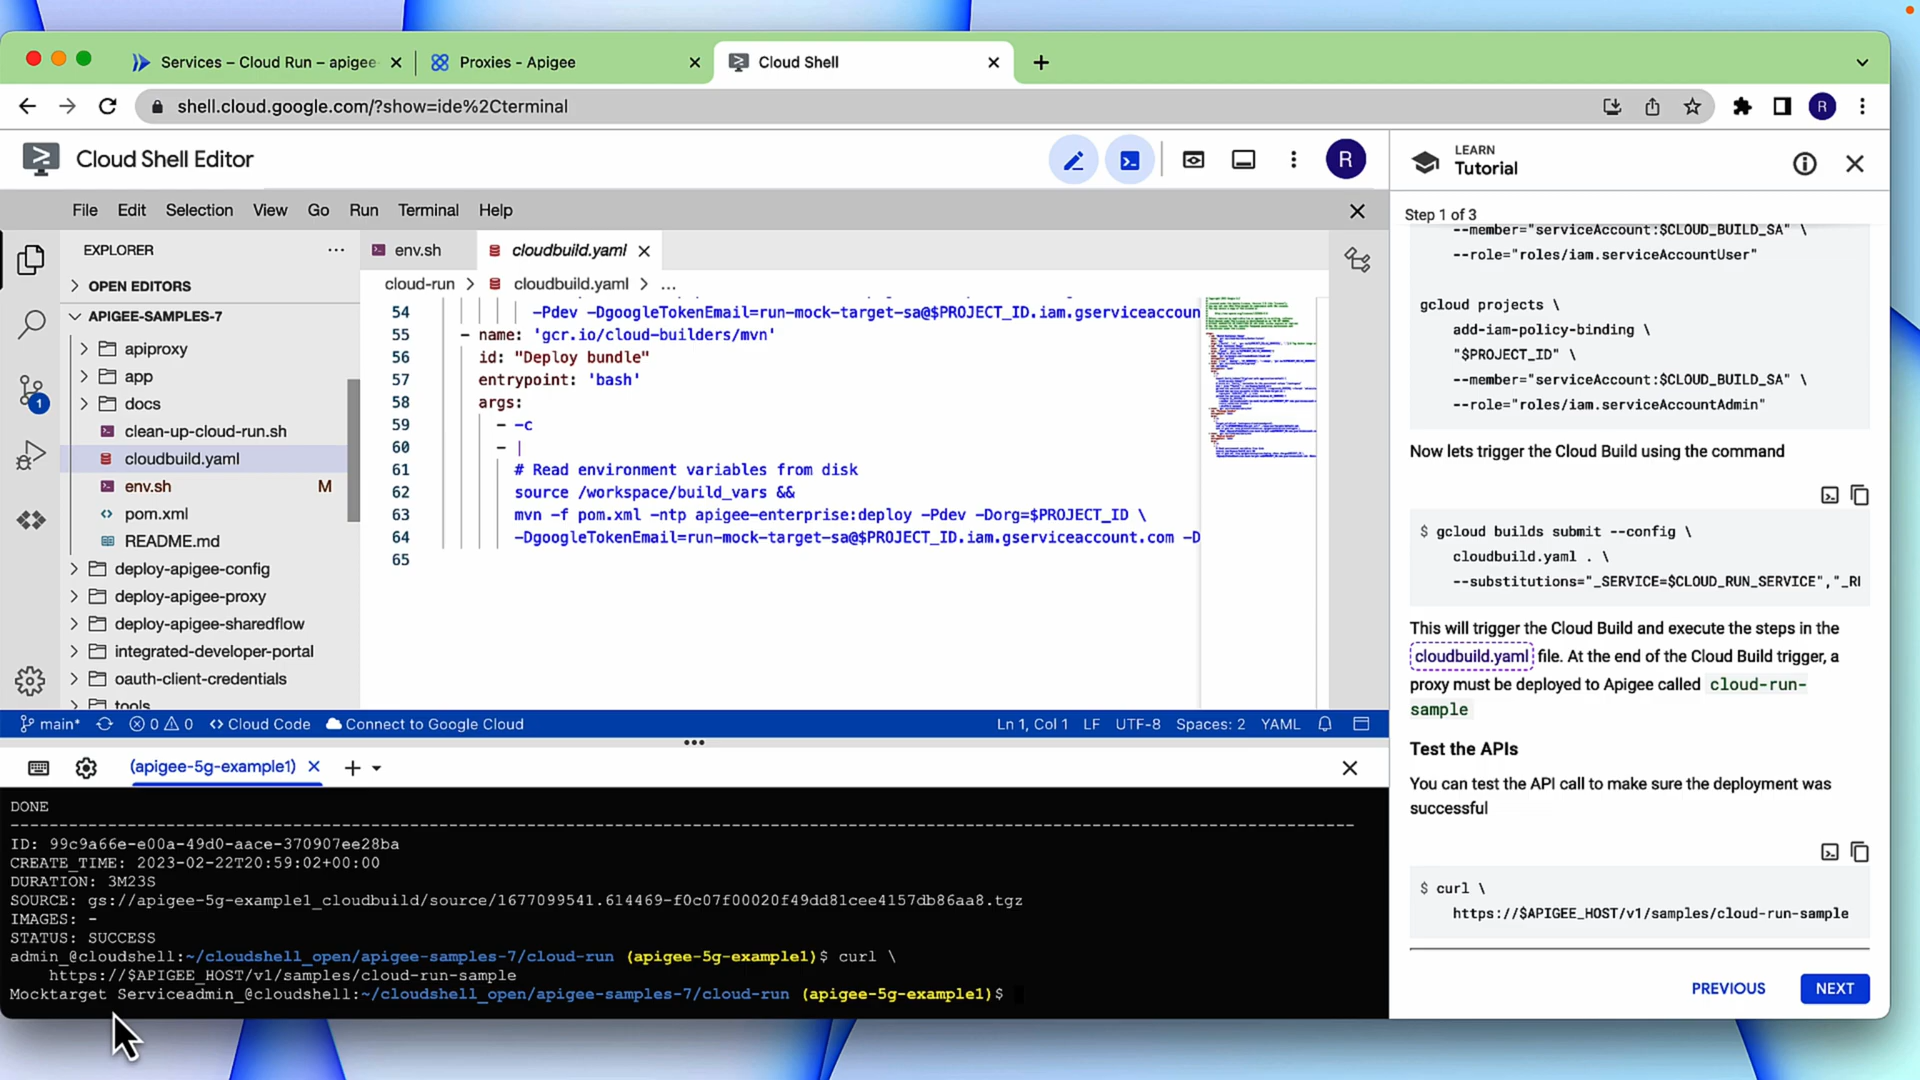 Services – Cloud Run – apigee-
Proxies - Apigee
Cloud Shell
shell.cloud.google.com/?show=ide%2Cterminal
R
Cloud Shell Editor
R
LEARN
Tutorial
File Edit Selection View Go Run Terminal Help
Step 1 of 3
EXPLORER
OPEN EDITORS
APIGEE-SAMPLES-7
apiproxy
app
docs
clean-up-cloud-run.sh
cloudbuild.yaml
env.sh M
pom.xml
README.md
deploy-apigee-config
deploy-apigee-proxy
deploy-apigee-sharedflow
integrated-developer-portal
oauth-client-credentials
tools
1
env.sh
cloudbuild.yaml
cloud-run > cloudbuild.yaml > ...
54 -Pdev -DgoogleTokenEmail=run-mock-target-sa@$PROJECT_ID.iam.gserviceaccoun
55 - name: 'gcr.io/cloud-builders/mvn'
56 id: "Deploy bundle"
57 entrypoint: 'bash'
58 args:
59 - -c
60 - |
61 # Read environment variables from disk
62 source /workspace/build_vars &&
63 mvn -f pom.xml -ntp apigee-enterprise:deploy -Pdev -Dorg=$PROJECT_ID \
64 -DgoogleTokenEmail=run-mock-target-sa@$PROJECT_ID.iam.gserviceaccount.com -D
65
main* 0 0 Cloud Code Connect to Google Cloud Ln 1, Col 1 LF UTF-8 Spaces: 2 YAML
(apigee-5g-example1)
DONE
--------------------------------------------------------------------------------
ID: 99c9a66e-e00a-49d0-aace-370907ee28ba
CREATE_TIME: 2023-02-22T20:59:02+00:00
DURATION: 3M23S
SOURCE: gs://apigee-5g-example1_cloudbuild/source/1677099541.614469-f0c07f00020f49dd81cee4157db86aa8.tgz
IMAGES: -
STATUS: SUCCESS
admin_@cloudshell:~/cloudshell_open/apigee-samples-7/cloud-run (apigee-5g-example1)$ curl \
https://$APIGEE_HOST/v1/samples/cloud-run-sample
Mocktarget Serviceadmin_@cloudshell:~/cloudshell_open/apigee-samples-7/cloud-run (apigee-5g-example1)$
--member="serviceAccount:$CLOUD_BUILD_SA" \
--role="roles/iam.serviceAccountUser"
gcloud projects \
add-iam-policy-binding \
"$PROJECT_ID" \
--member="serviceAccount:$CLOUD_BUILD_SA" \
--role="roles/iam.serviceAccountAdmin"
Now lets trigger the Cloud Build using the command
$ gcloud builds submit --config \
cloudbuild.yaml . \
--substitutions="_SERVICE=$CLOUD_RUN_SERVICE","_RE
This will trigger the Cloud Build and execute the steps in the
cloudbuild.yaml file. At the end of the Cloud Build trigger, a
proxy must be deployed to Apigee called cloud-run-
sample
Test the APIs
You can test the API call to make sure the deployment was
successful
$ curl \
https://$APIGEE_HOST/v1/samples/cloud-run-sample
PREVIOUS NEXT